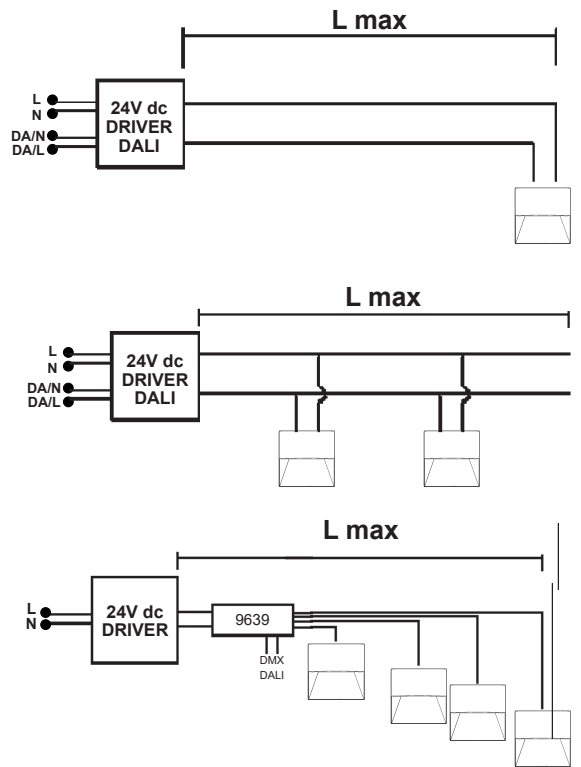 L max
L
N
DA/N
DA/L
24V dc
DRIVER
DALI
L max
L
N
DA/N
DA/L
24V dc
DRIVER
DALI
L max
L
N
24V dc
DRIVER
9639
DMX
DALI